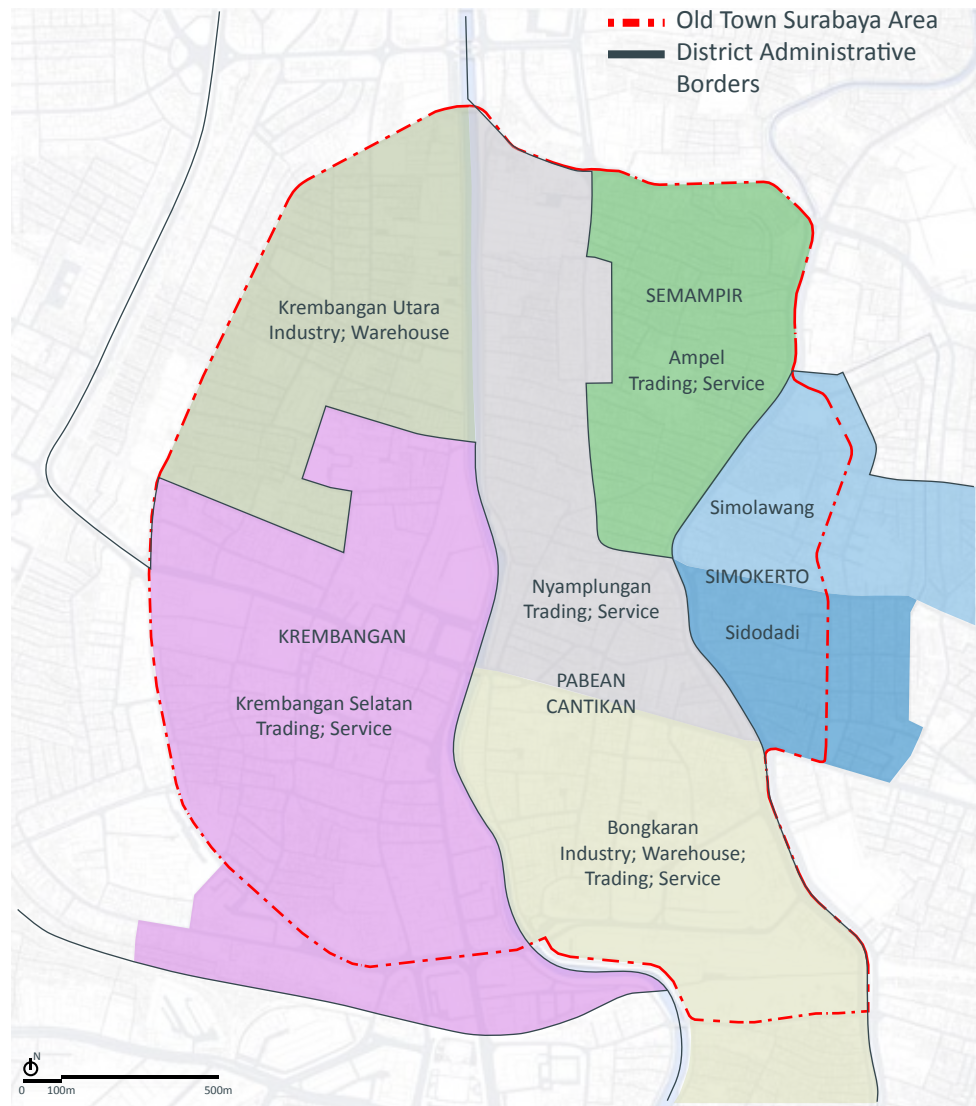 Old Town Surabaya Area
District Administrative
Borders
Krembangan Utara
Industry; Warehouse
SEMAMPIR
Ampel
Trading; Service
Simolawang
SIMOKERTO
Sidodadi
Nyamplungan
Trading; Service
KREMBANGAN
Krembangan Selatan
Trading; Service
PABEAN
CANTIKAN
Bongkaran
Industry; Warehouse;
Trading; Service
N
0 100m 500m